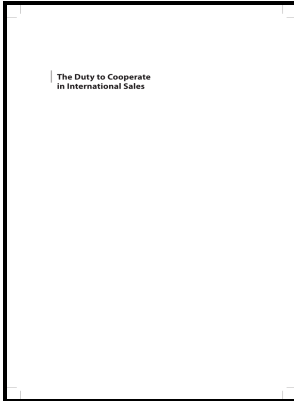 The Duty to Cooperate
in International Sales